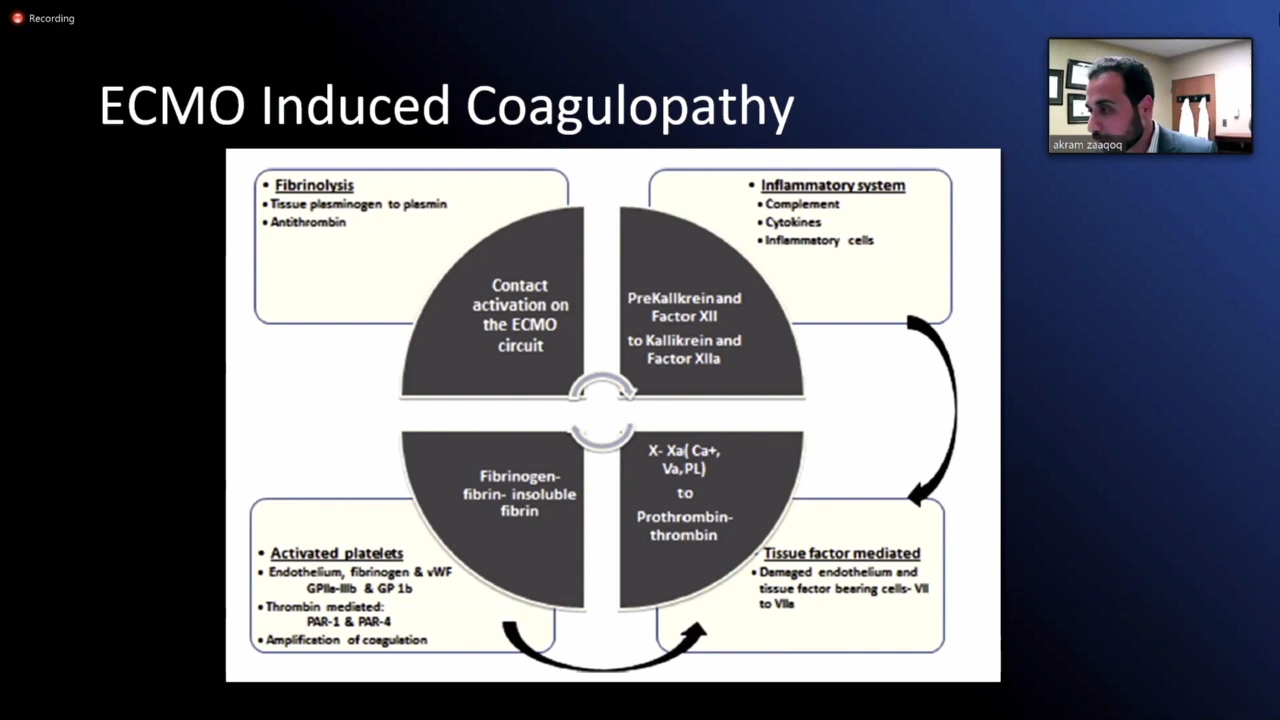 Recording
ECMO Induced Coagulopathy
akram zaaqoq
• Fibrinolysis
• Tissue plasminogen to plasmin
• Antithrombin
• Inflammatory system
• Complement
• Cytokines
• Inflammatory cells
Contact
activation on
the ECMO
circuit
PreKallkrein and
Factor XII
to Kallikrein and
Factor XIIa
Fibrinogen-
fibrin- insoluble
fibrin
X- Xa( Ca+,
Va, PL)
to
Prothrombin-
thrombin
• Activated platelets
• Endothelium, fibrinogen & vWF
GPIIa-IIIb & GP 1b
• Thrombin mediated:
PAR-1 & PAR-4
• Amplification of coagulation
Tissue factor mediated
• Damaged endothelium and
tissue factor bearing cells- VII
to VIIa